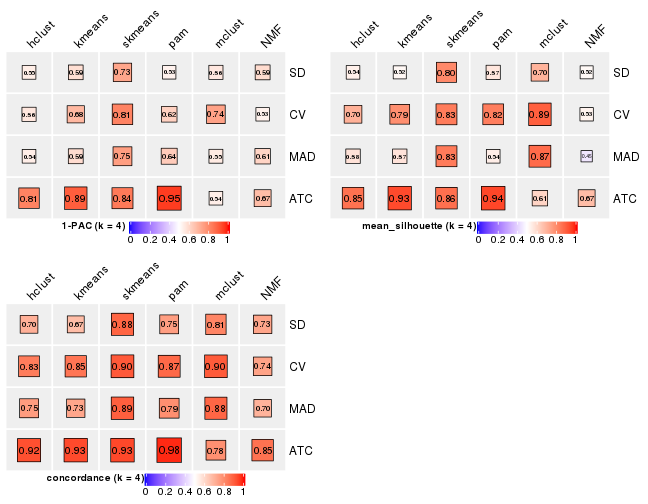 hclust kmeans skmeans pam mclust NMF
0.55 0.59 0.73 0.53 0.56 0.59 SD
0.56 0.68 0.81 0.62 0.74 0.53 CV
0.54 0.59 0.75 0.64 0.55 0.61 MAD
0.81 0.89 0.84 0.95 0.54 0.67 ATC
1-PAC (k = 4)
0 0.2 0.4 0.6 0.8 1
hclust kmeans skmeans pam mclust NMF
0.54 0.52 0.80 0.57 0.70 0.52 SD
0.70 0.79 0.83 0.82 0.89 0.53 CV
0.58 0.57 0.83 0.54 0.87 MAD
0.85 0.93 0.86 0.94 0.61 0.67 ATC
mean_silhouette (k = 4)
0 0.2 0.4 0.6 0.8 1
hclust kmeans skmeans pam mclust NMF
0.70 0.67 0.88 0.75 0.81 0.73 SD
0.83 0.85 0.90 0.87 0.90 0.74 CV
0.75 0.73 0.89 0.79 0.88 0.70 MAD
0.92 0.93 0.93 0.98 0.78 0.85 ATC
concordance (k = 4)
0 0.2 0.4 0.6 0.8 1